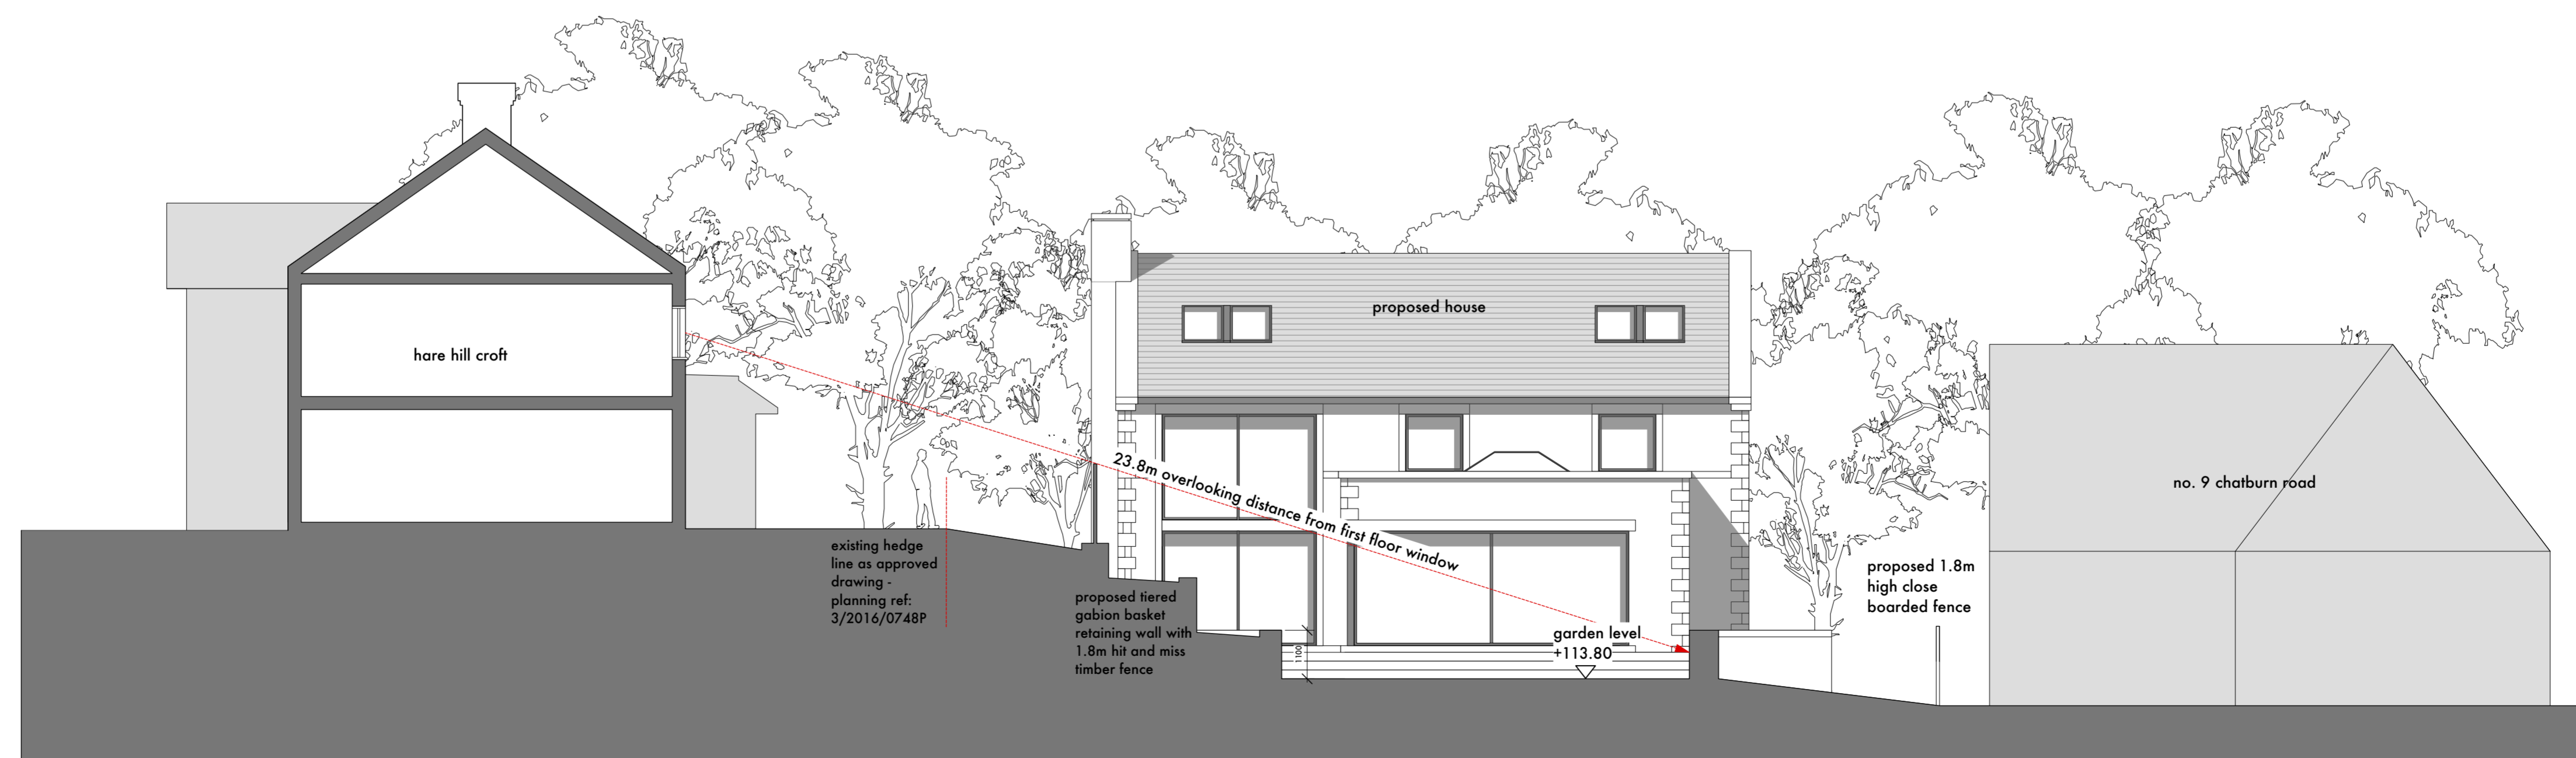 proposed house
hare hill croft
23.8m overlooking distance from first floor window
no. 9 chatburn road
existing hedge
line as approved
drawing -
planning ref:
3/2016/0748P
proposed tiered
gabion basket
retaining wall with
1.8m hit and miss
timber fence
1100
garden level
+113.80
proposed 1.8m
high close
boarded fence